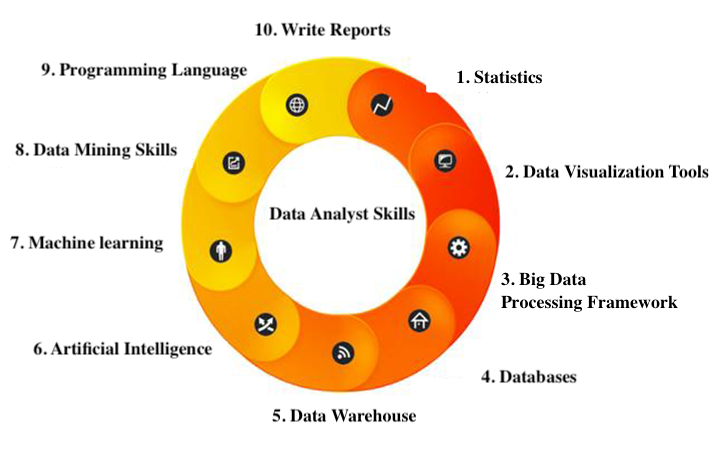 10. Write Reports
9. Programming Language
1. Statistics
8. Data Mining Skills
2. Data Visualization Tools
Data Analyst Skills
7. Machine learning
3. Big Data
Processing Framework
6. Artificial Intelligence
4. Databases
5. Data Warehouse